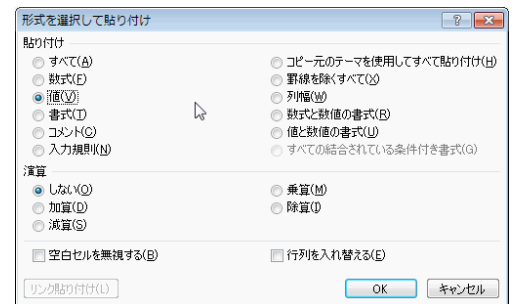 形式を選択して貼り付け
貼り付け
すべて(A)
コピー元のテーマを使用してすべて貼り付け(H)
数式(F)
罫線を除くすべて(X)
値(V)
列幅(W)
書式(T)
数式と数値の書式(R)
コメント(C)
値と数値の書式(U)
入力規則(N)
すべての結合されている条件付き書式(G)
演算
しない(O)
乗算(M)
加算(D)
除算(I)
減算(S)
空白セルを無視する(B)
行列を入れ替える(E)
リンク貼り付け(L)
OK
キャンセル